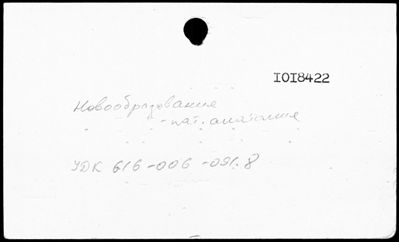 IOI8422
Новообразование
-пат. анатомия
УДК 616-006-091.8